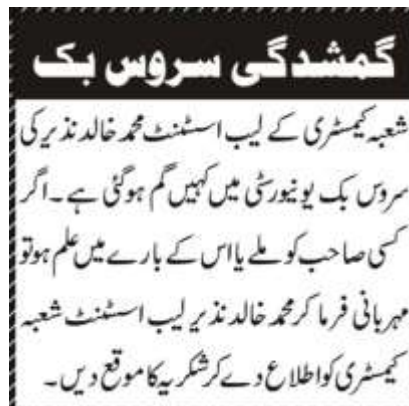 گمشدگی سروس بک
شعبہ کیمسٹری کے لیب اسسٹنٹ محمد خالد نذیر کی
سروس بک یونیورسٹی میں کہیں گم ہوگئی ہے۔ اگر
کسی صاحب کو ملے یا اس کے بارے میں علم ہو تو
مہربانی فرما کر محمد خالد نذیر لیب اسسٹنٹ شعبہ
کیمسٹری کو اطلاع دے کر شکریہ کا موقع دیں۔